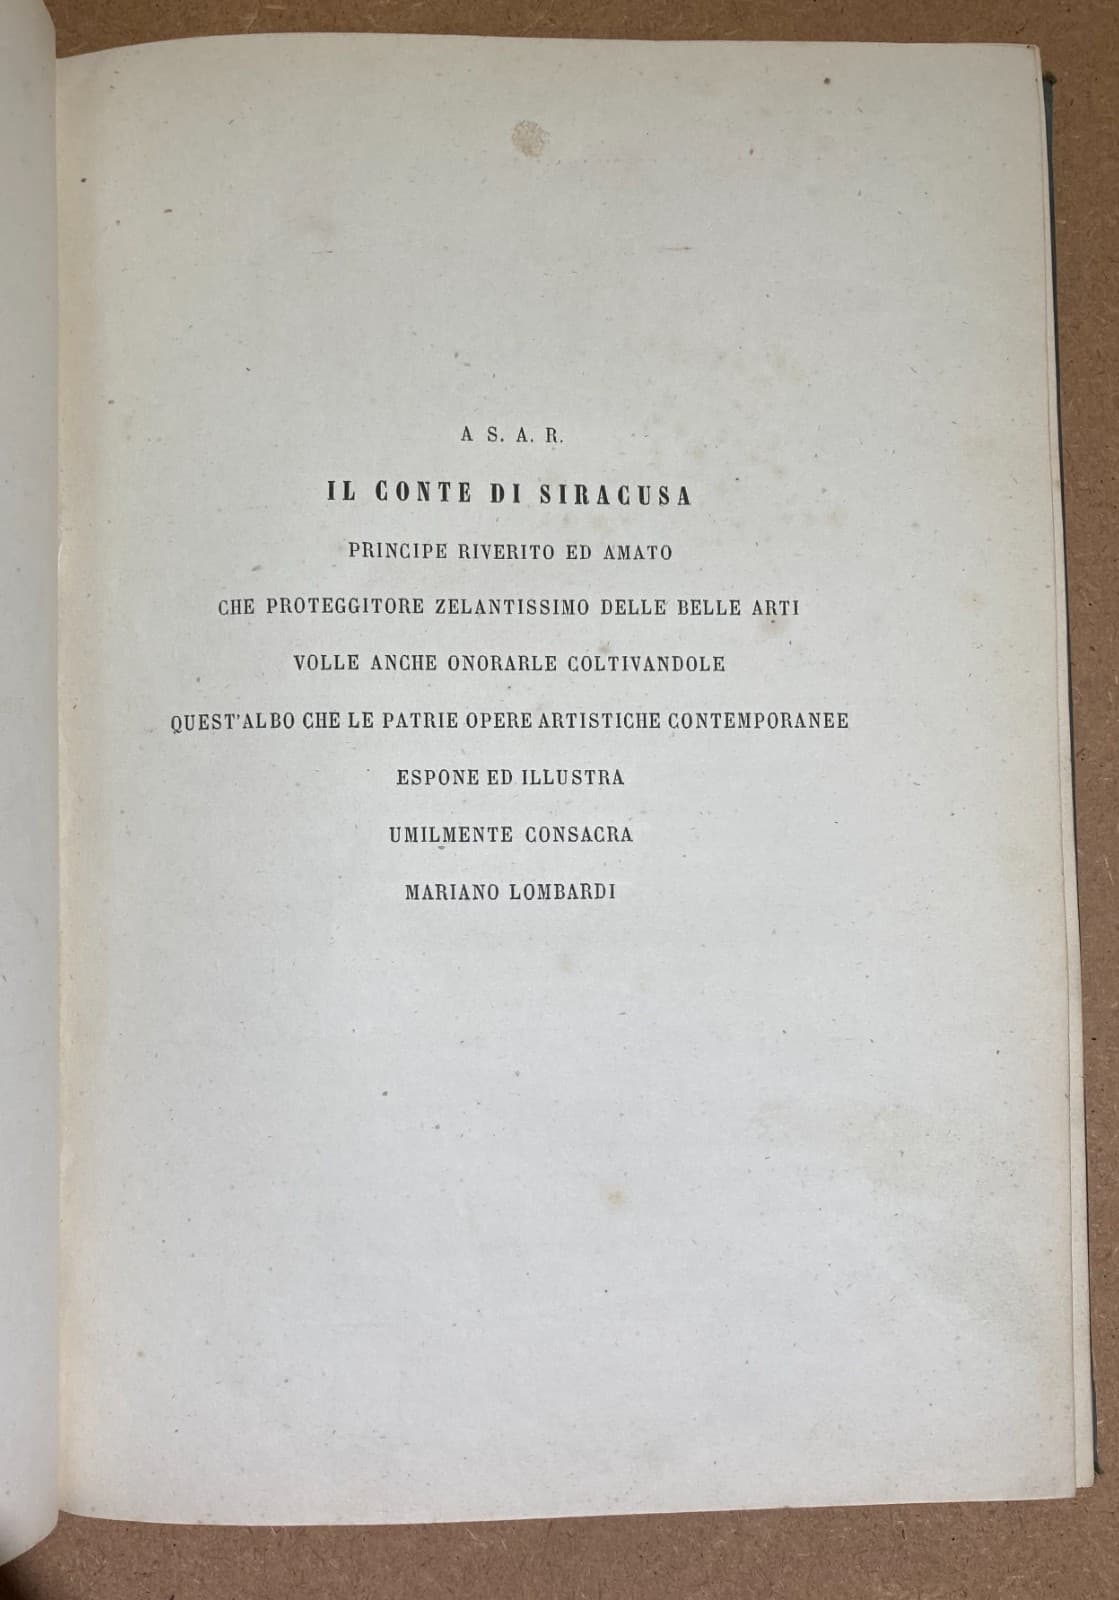 A S. A. R.
IL CONTE DI SIRACUSA
PRINCIPE RIVERITO ED AMATO
CHE PROTEGGITORE ZELANTISSIMO DELLE BELLE ARTI
VOLLE ANCHE ONORARLE COLTIVANDOLE
QUEST'ALBO CHE LE PATRIE OPERE ARTISTICHE CONTEMPORANEE
ESPONE ED ILLUSTRA
UMILMENTE CONSACRA
MARIANO LOMBARDI